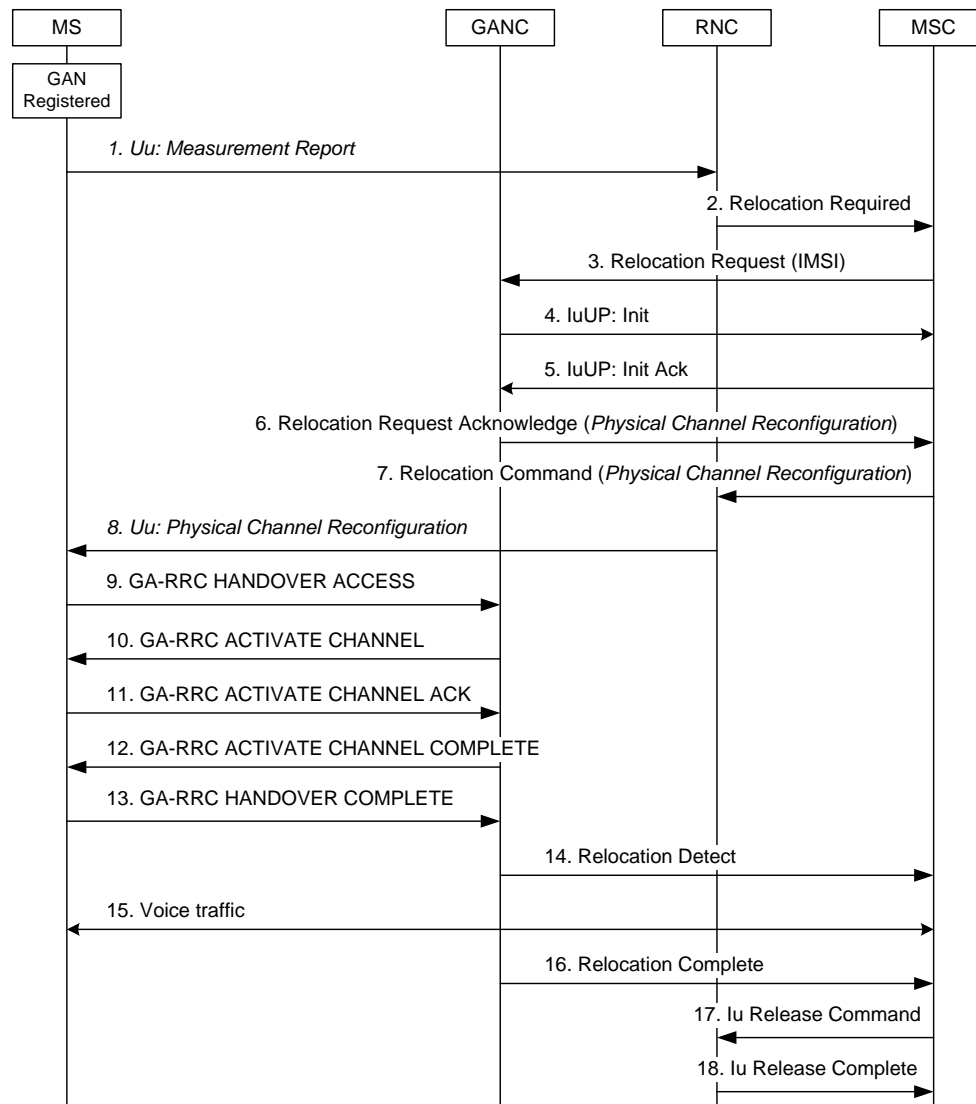 MS
GANC
RNC
MSC
GAN
Registered
1. Uu: Measurement Report
2. Relocation Required
3. Relocation Request (IMSI)
4. IuUP: Init
5. IuUP: Init Ack
6. Relocation Request Acknowledge (Physical Channel Reconfiguration)
7. Relocation Command (Physical Channel Reconfiguration)
8. Uu: Physical Channel Reconfiguration
9. GA-RRC HANDOVER ACCESS
10. GA-RRC ACTIVATE CHANNEL
11. GA-RRC ACTIVATE CHANNEL ACK
12. GA-RRC ACTIVATE CHANNEL COMPLETE
13. GA-RRC HANDOVER COMPLETE
14. Relocation Detect
15. Voice traffic
16. Relocation Complete
17. Iu Release Command
18. Iu Release Complete